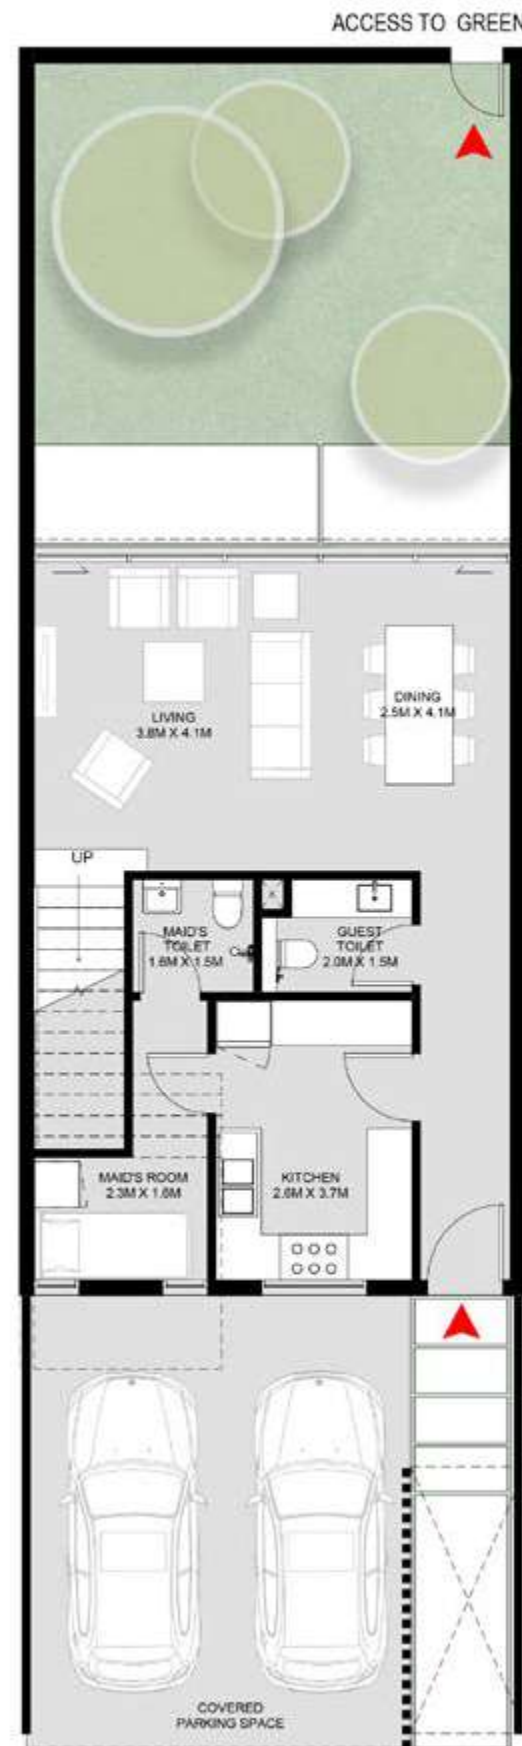 ACCESS TO GREEN
LIVING
3.8M X 4.1M
DINING
2.5M X 4.1M
UP
MAID'S
TOILET
1.6M X 1.5M
GUEST
TOILET
2.0M X 1.5M
MAID'S ROOM
2.3M X 1.6M
KITCHEN
2.6M X 3.7M
COVERED
PARKING SPACE